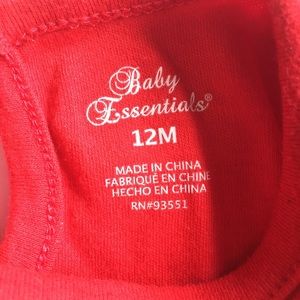 Baby
Essentials®
12M
MADE IN CHINA
FABRIQUÉ EN CHINE
HECHO EN CHINA
RN#93551